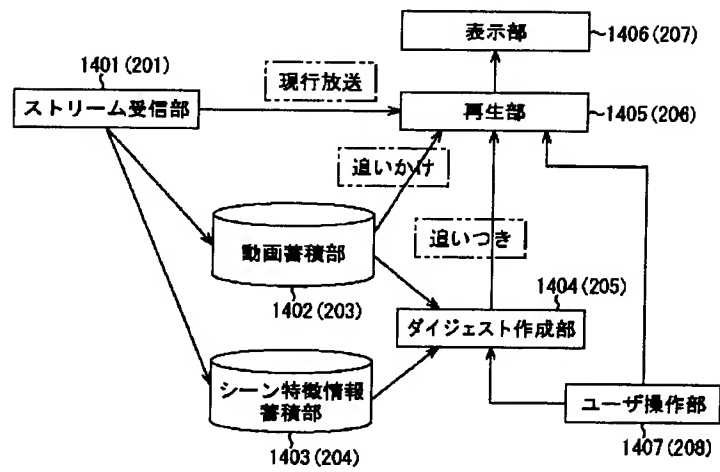 表示部
1406(207)
1401(201)
現行放送
ストリーム受信部
再生部
1405(206)
追いかけ
動画蓄積部
追いつき
1402(203)
1404(205)
ダイジェスト作成部
シーン特徴情報
蓄積部
ユーザ操作部
1403(204)
1407(208)